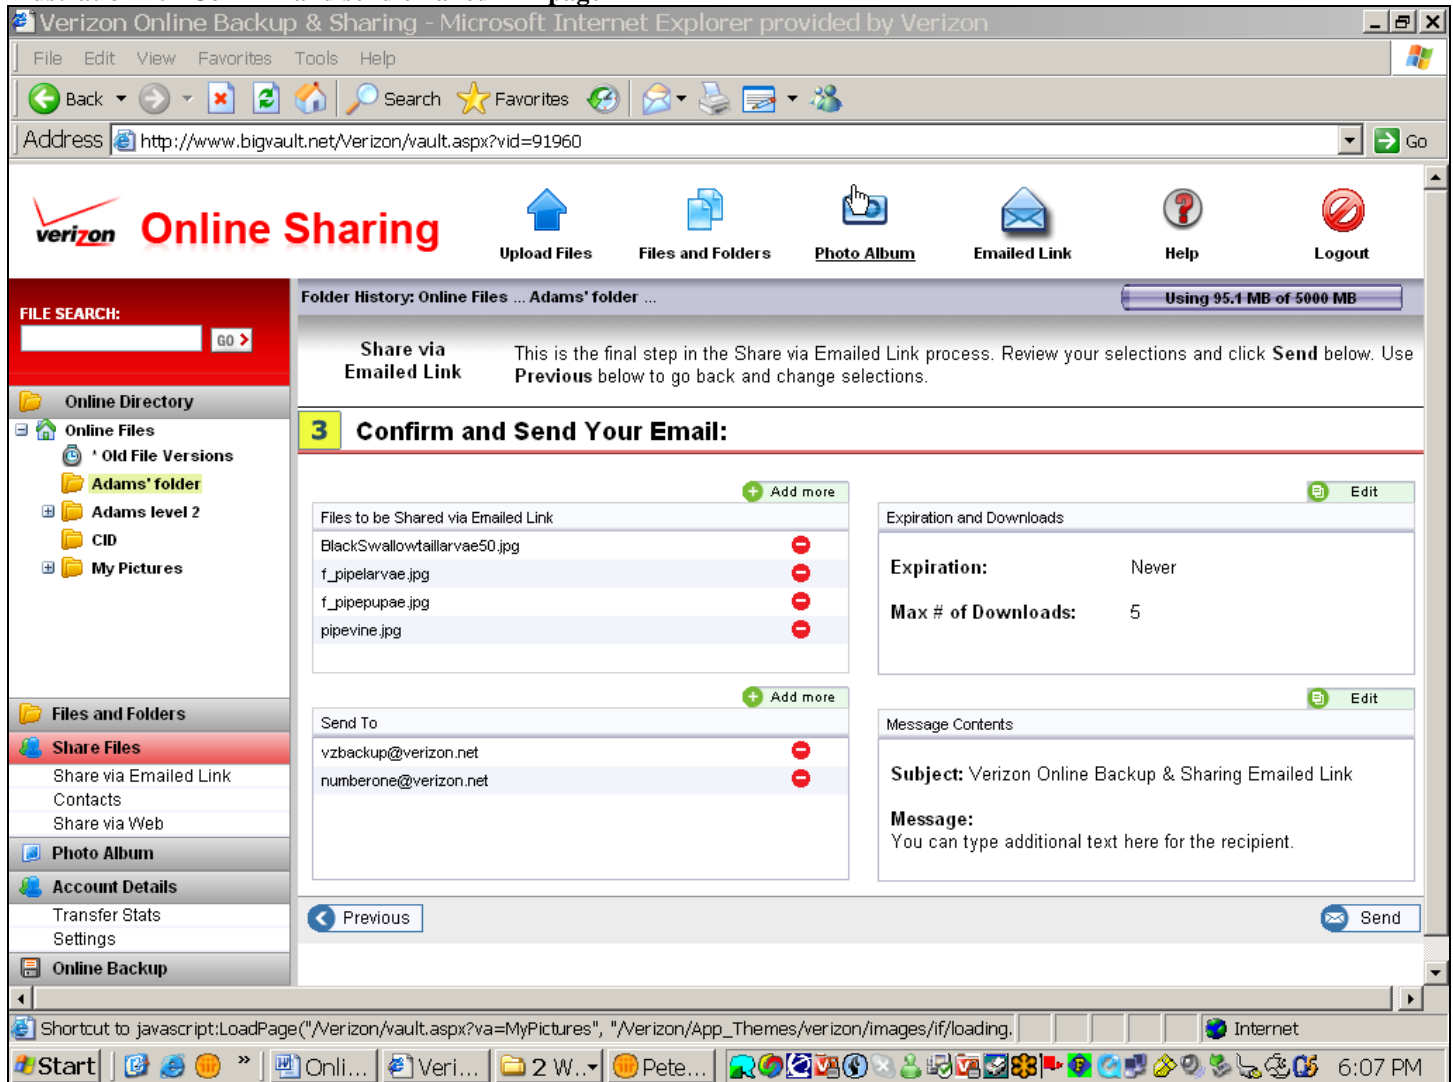 Verizon Online Backup & Sharing - Microsoft Internet Explorer provided by Verizon
File Edit View Favorites Tools Help
Back Search Favorites
Address http://www.bigvault.net/Verizon/vault.aspx?vid=91960 Go
verizon Online Sharing
Upload Files Files and Folders Photo Album Emailed Link Help Logout
FILE SEARCH:
GO
Folder History: Online Files ... Adams' folder ...
Using 95.1 MB of 5000 MB
Share via
Emailed Link
This is the final step in the Share via Emailed Link process. Review your selections and click Send below. Use
Previous below to go back and change selections.
Online Directory
Online Files
* Old File Versions
Adams' folder
Adams level 2
CID
My Pictures
3 Confirm and Send Your Email:
Add more
Files to be Shared via Emailed Link
BlackSwallowtaillarvae50.jpg
f_pipelarvae.jpg
f_pipepupae.jpg
pipevine.jpg
Edit
Expiration and Downloads
Expiration: Never
Max # of Downloads: 5
Add more
Send To
vzbackup@verizon.net
numberone@verizon.net
Edit
Message Contents
Subject: Verizon Online Backup & Sharing Emailed Link
Message:
You can type additional text here for the recipient.
Files and Folders
Share Files
Share via Emailed Link
Contacts
Share via Web
Photo Album
Account Details
Transfer Stats
Settings
Online Backup
Previous
Send
Shortcut to javascript:LoadPage("/Verizon/vault.aspx?va=MyPictures", "/Verizon/App_Themes/verizon/images/if/loading.
Internet
Start » Onli... Veri... 2 W... Pete... 6:07 PM